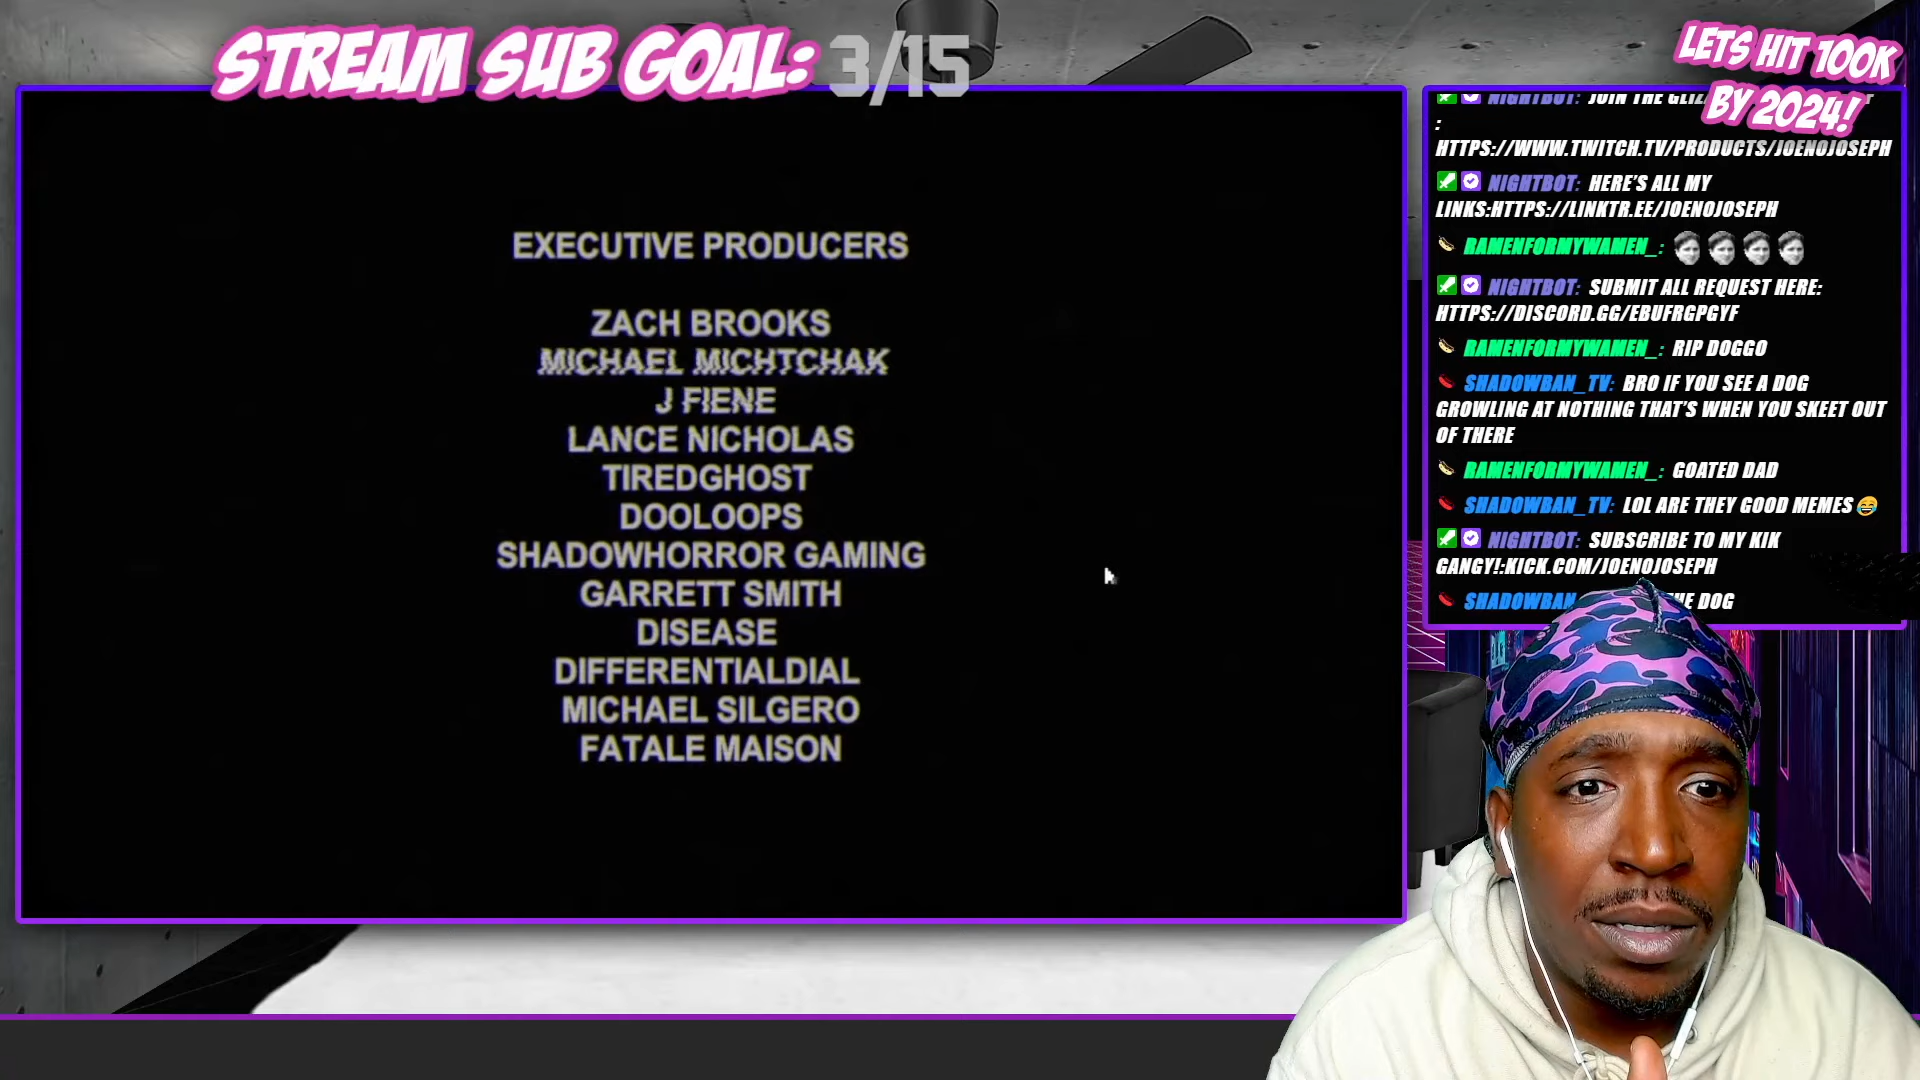 STREAM SUB GOAL: 3/15
LETS HIT 100K
BY 2024!
EXECUTIVE PRODUCERS
ZACH BROOKS
MICHAEL MICHTCHAK
J FIENE
LANCE NICHOLAS
TIREDGHOST
DOOLOOPS
SHADOWHORROR GAMING
GARRETT SMITH
DISEASE
DIFFERENTIALDIAL
MICHAEL SILGERO
FATALE MAISON
NIGHTBOT: JOIN THE
:
HTTPS://WWW.TWITCH.TV/PRODUCTS/JOENOJOSEPH
NIGHTBOT: HERE'S ALL MY
LINKS:HTTPS://LINKTR.EE/JOENOJOSEPH
RAMENFORMYWAMEN_:
NIGHTBOT: SUBMIT ALL REQUEST HERE:
HTTPS://DISCORD.GG/EBUFRGPGYF
RAMENFORMYWAMEN_: RIP DOGGO
SHADOWBAN_TV: BRO IF YOU SEE A DOG
GROWLING AT NOTHING THAT'S WHEN YOU SKEET OUT
OF THERE
RAMENFORMYWAMEN_: GOATED DAD
SHADOWBAN_TV: LOL ARE THEY GOOD MEMES😂
NIGHTBOT: SUBSCRIBE TO MY KIK
GANGY!:KICK.COM/JOENOJOSEPH
SHADOWBAN DOG